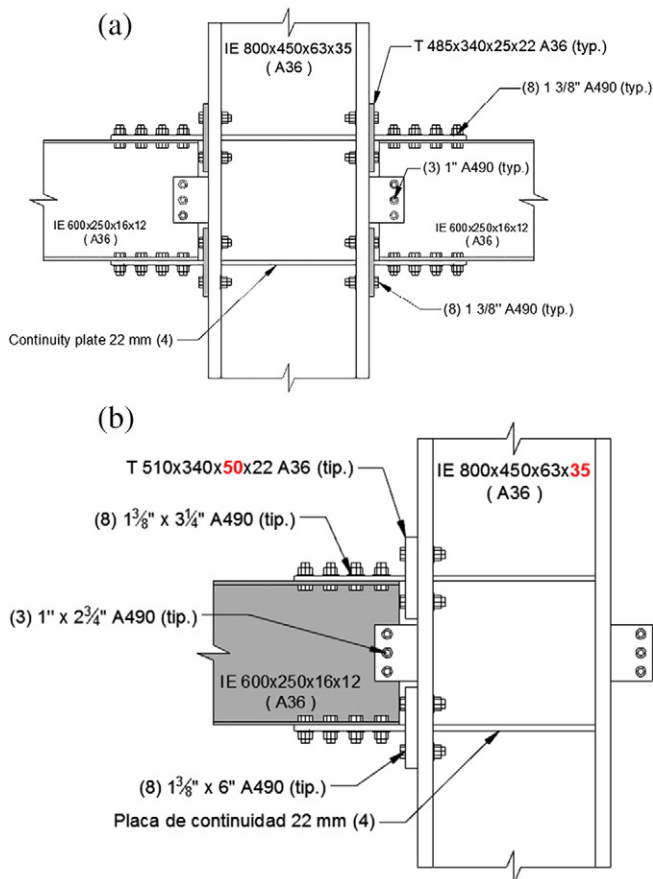 (a)
IE 800x450x63x35
( A36 )
T 485x340x25x22 A36 (typ.)
(8) 1 3/8" A490 (typ.)
(3) 1" A490 (typ.)
IE 600x250x16x12
( A36 )
IE 600x250x16x12
( A36 )
(8) 1 3/8" A490 (typ.)
Continuity plate 22 mm (4)
(b)
T 510x340x50x22 A36 (tip.)
IE 800x450x63x35
( A36 )
(8) 1⅜" x 3¼" A490 (tip.)
(3) 1" x 2¾" A490 (tip.)
IE 600x250x16x12
( A36 )
(8) 1⅜" x 6" A490 (tip.)
Placa de continuidad 22 mm (4)